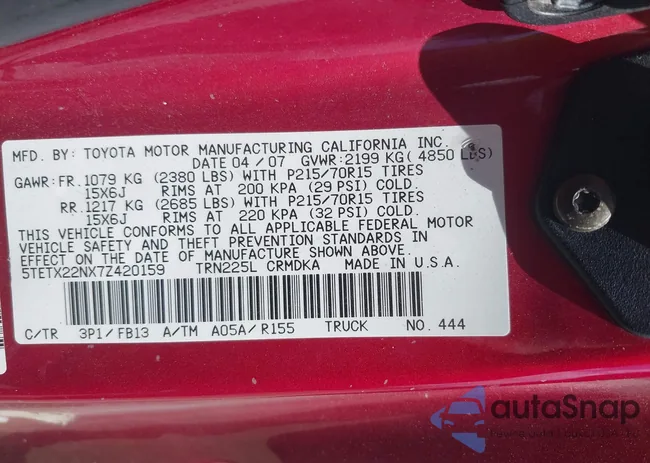 MFD. BY: TOYOTA MOTOR MANUFACTURING CALIFORNIA INC.
DATE 04 / 07 GVWR:2199 KG( 4850 LBS)
GAWR:FR.1079 KG (2380 LBS) WITH P215/70R15 TIRES
15X6J RIMS AT 200 KPA (29 PSI) COLD.
RR.1217 KG (2685 LBS) WITH P215/70R15 TIRES
15X6J RIMS AT 220 KPA (32 PSI) COLD.
THIS VEHICLE CONFORMS TO ALL APPLICABLE FEDERAL MOTOR
VEHICLE SAFETY AND THEFT PREVENTION STANDARDS IN
EFFECT ON THE DATE OF MANUFACTURE SHOWN ABOVE.
5TETX22NX7Z420159 TRN225L CRMDKA MADE IN U.S.A.
C/TR 3P1/FB13 A/TM A05A/R155 TRUCK NO. 444
autaSnap